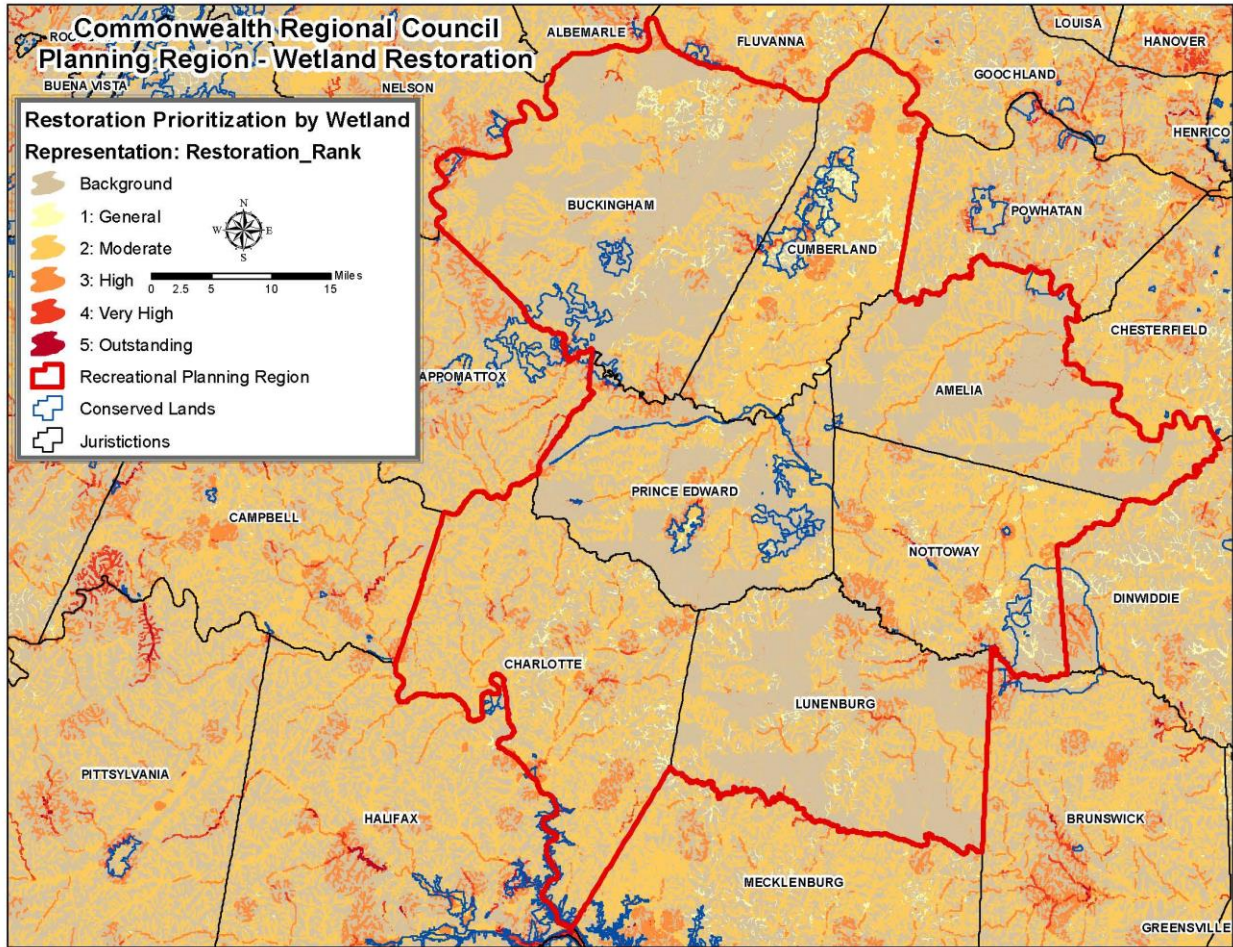 Commonwealth Regional Council
Planning Region - Wetland Restoration
Restoration Prioritization by Wetland
Representation: Restoration_Rank
Background
1: General
2: Moderate
3: High
4: Very High
5: Outstanding
Recreational Planning Region
Conserved Lands
Juristictions
N
W E
S
0 2.5 5 10 15 Miles
ALBEMARLE
FLUVANNA
LOUISA
HANOVER
BUENA VISTA
NELSON
GOOCHLAND
HENRICO
BUCKINGHAM
POWHATAN
CUMBERLAND
CHESTERFIELD
APPOMATTOX
AMELIA
PRINCE EDWARD
CAMPBELL
NOTTOWAY
DINWIDDIE
CHARLOTTE
LUNENBURG
PITTSYLVANIA
HALIFAX
BRUNSWICK
MECKLENBURG
GREENSVILLE